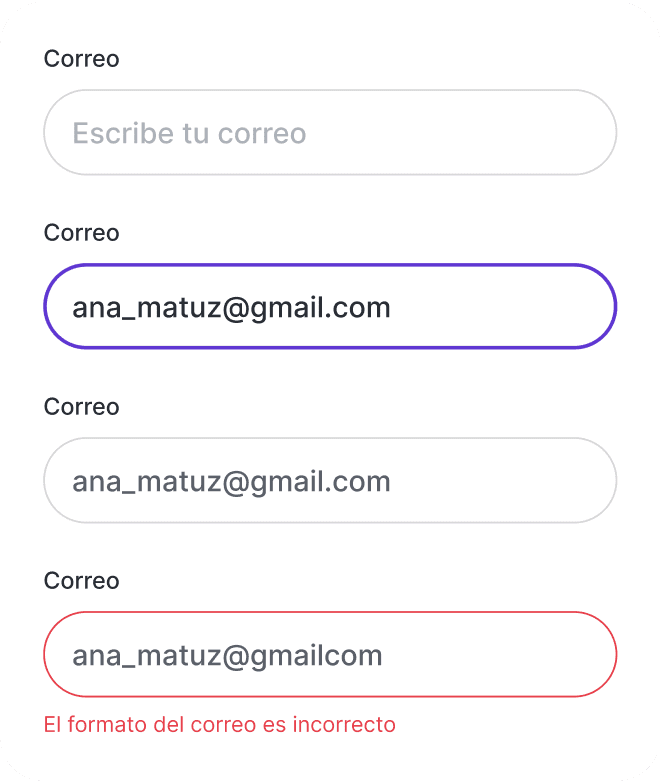 Correo
Escribe tu correo
Correo
ana_matuz@gmail.com
Correo
ana_matuz@gmail.com
Correo
ana_matuz@gmailcom
El formato del correo es incorrecto